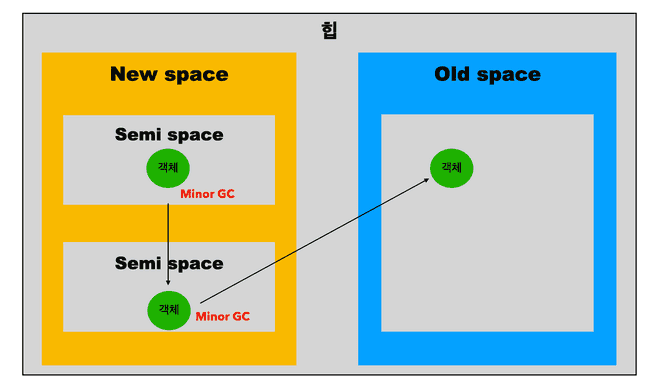 힙
New space
Old space
Semi space
객체
Minor GC
객체
Semi space
객체
Minor GC